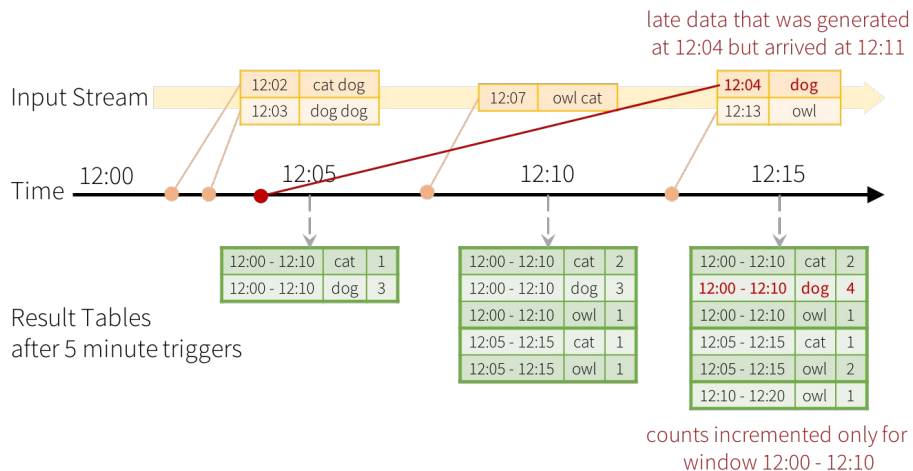 late data that was generated
at 12:04 but arrived at 12:11
Input Stream
12:02 cat dog
12:03 dog dog
12:07 owl cat
12:04 dog
12:13 owl
Time
12:00
12:05
12:10
12:15
Result Tables
after 5 minute triggers
12:00 - 12:10 cat 1
12:00 - 12:10 dog 3
12:00 - 12:10 cat 2
12:00 - 12:10 dog 3
12:00 - 12:10 owl 1
12:05 - 12:15 cat 1
12:05 - 12:15 owl 1
12:00 - 12:10 cat 2
12:00 - 12:10 dog 4
12:00 - 12:10 owl 1
12:05 - 12:15 cat 1
12:05 - 12:15 owl 2
12:10 - 12:20 owl 1
counts incremented only for
window 12:00 - 12:10